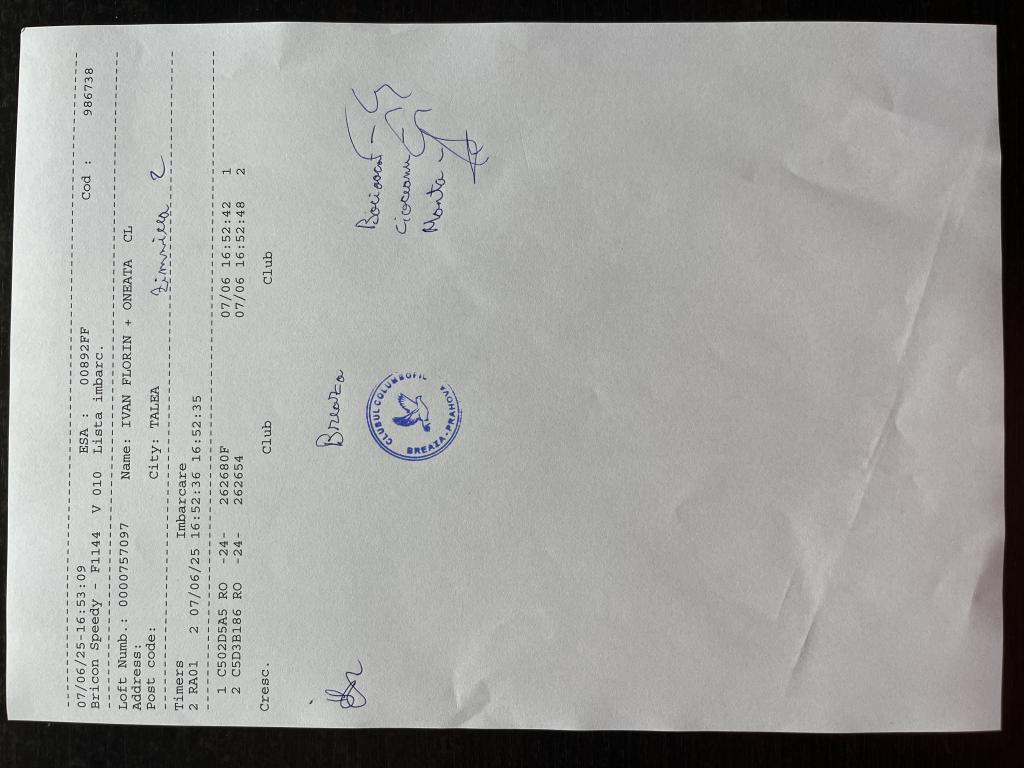 --------------------------------------------------------------------------------
07/06/25-16:53:09 ESA : 00892FF Cod : 986738
Bricon Speedy - F1144 V 010 Lista imbarc.
--------------------------------------------------------------------------------
Loft Numb.: 0000757097 Name: IVAN FLORIN + ONEATA CL
Address:
Post code: City: TALEA
--------------------------------------------------------------------------------
Timers Imbarcare
2 RA01 2 07/06/25 16:52:36 16:52:35
--------------------------------------------------------------------------------
1 C502D5A5 RO -24- 262680F 07/06 16:52:42 1
2 C5D3B186 RO -24- 262654 07/06 16:52:48 2
Cresc. Club Club
Breaza
CLUBUL COLUMBOFIL
BREAZA - PRAHOVA